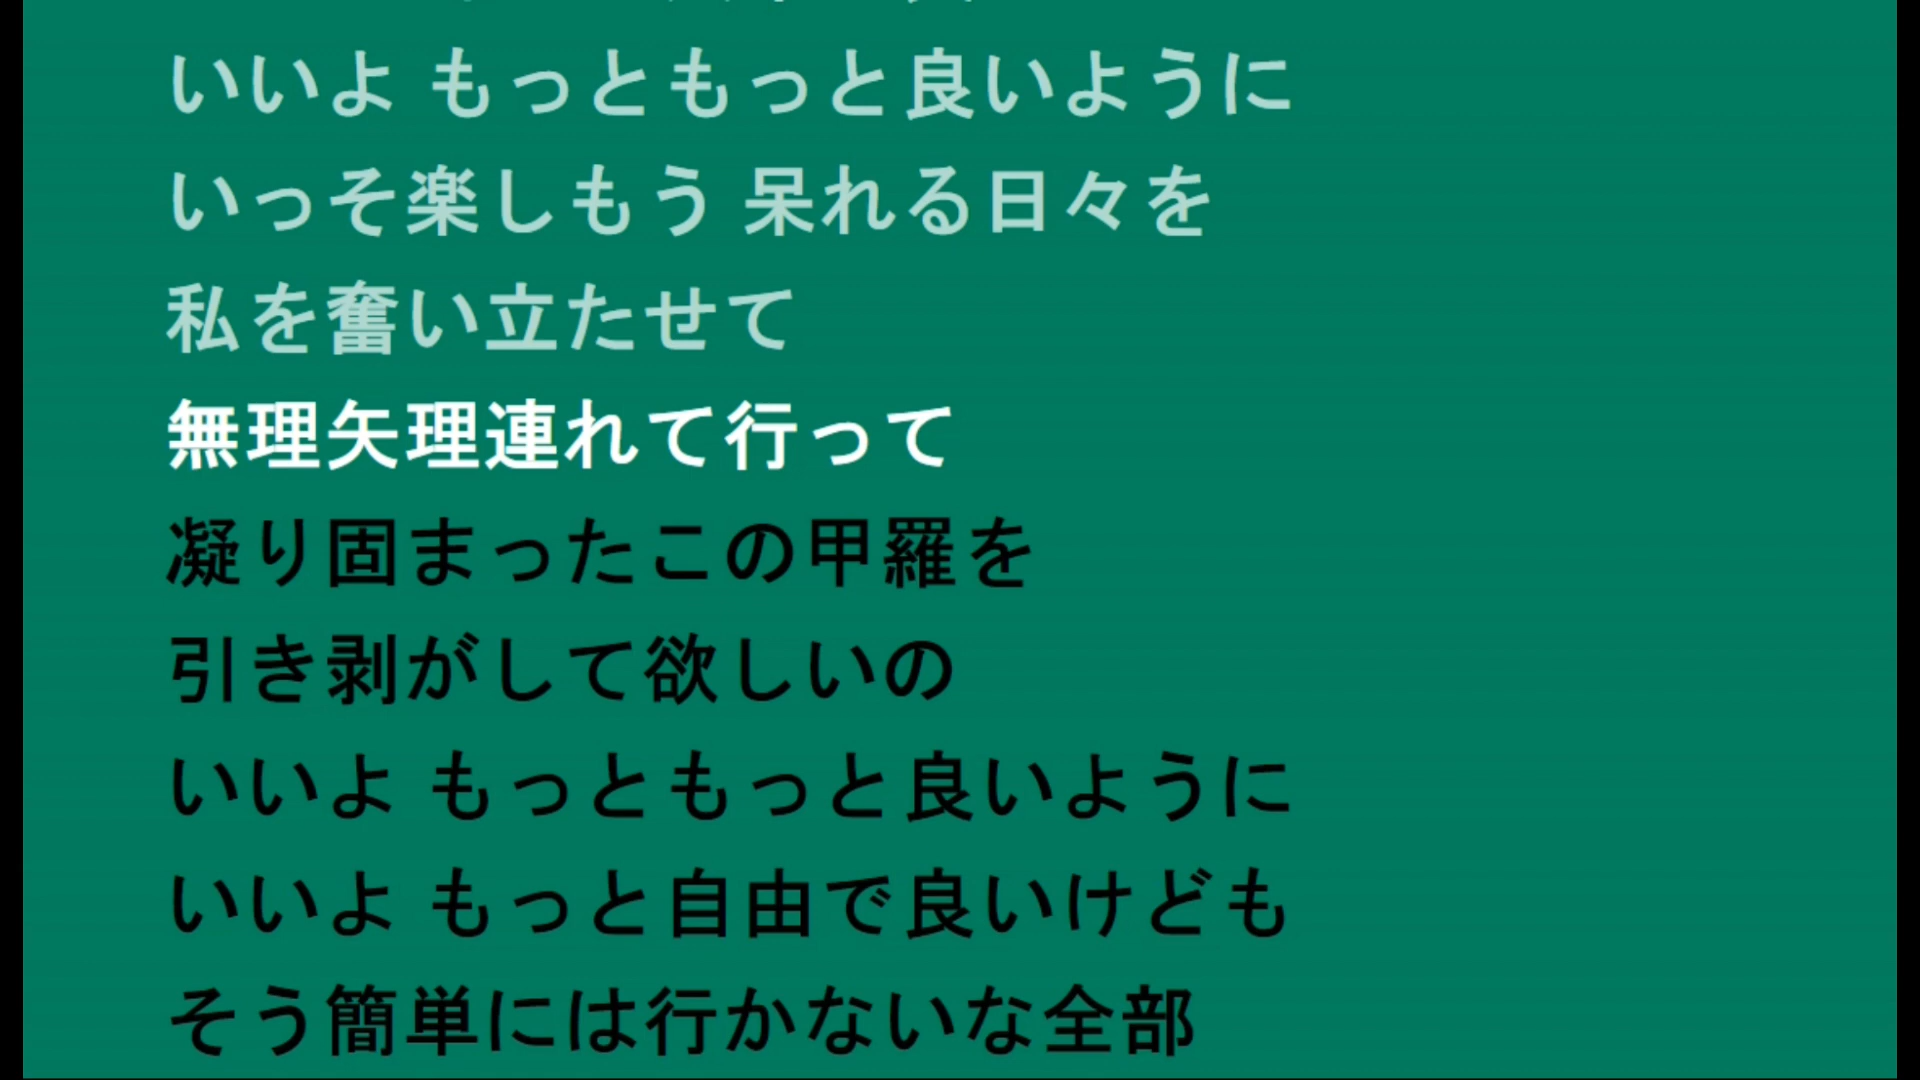 いいよ もっともっと良いように
いっそ楽しもう 呆れる日々を
私を奮い立たせて
無理矢理連れて行って
凝り固まったこの甲羅を
引き剥がして欲しいの
いいよ もっともっと良いように
いいよ もっと自由で良いけども
そう簡単には行かないな全部